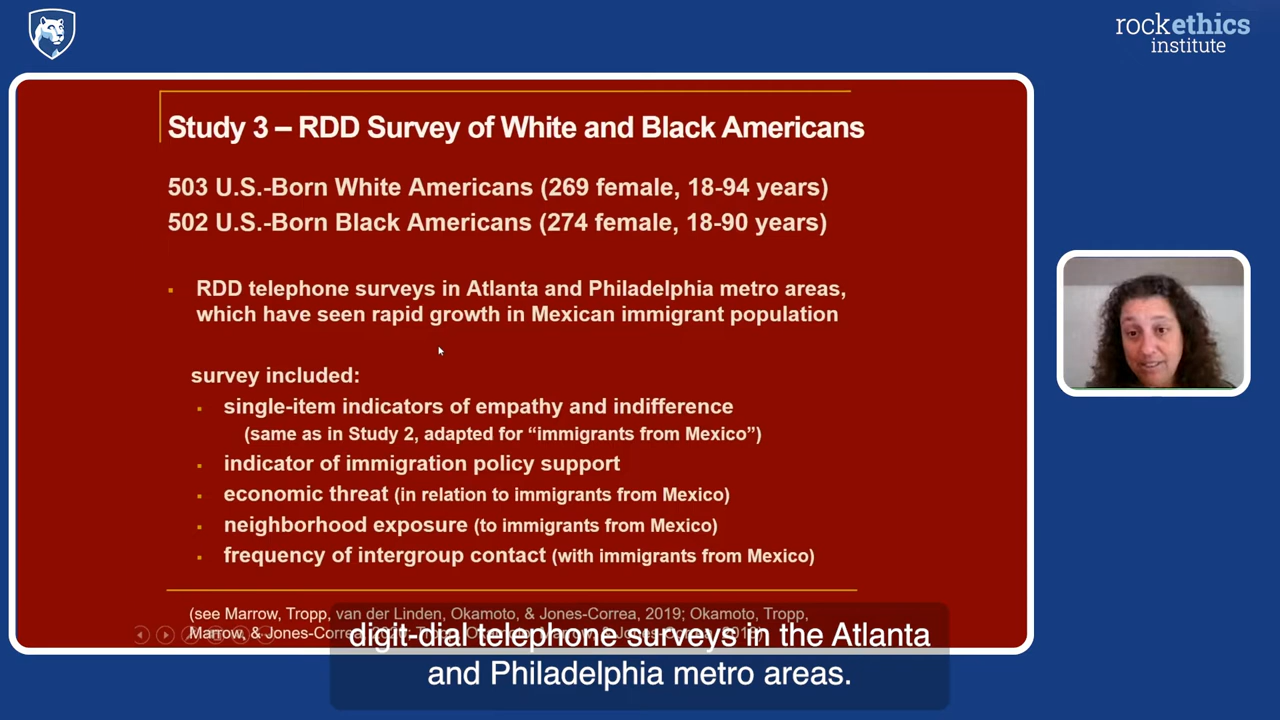 rockethics
institute
Study 3 – RDD Survey of White and Black Americans
503 U.S.-Born White Americans (269 female, 18-94 years)
502 U.S.-Born Black Americans (274 female, 18-90 years)
RDD telephone surveys in Atlanta and Philadelphia metro areas,
which have seen rapid growth in Mexican immigrant population
survey included:
single-item indicators of empathy and indifference
(same as in Study 2, adapted for “immigrants from Mexico”)
indicator of immigration policy support
economic threat (in relation to immigrants from Mexico)
neighborhood exposure (to immigrants from Mexico)
frequency of intergroup contact (with immigrants from Mexico)
(see Marrow, Tropp, van der Linden, Okamoto, & Jones-Correa, 2019; Okamoto, Tropp,
Marrow, & Jones-Correa, Tropp, Okamoto, Marrow, & Jones-Correa,
digit-dial telephone surveys in the Atlanta
and Philadelphia metro areas.